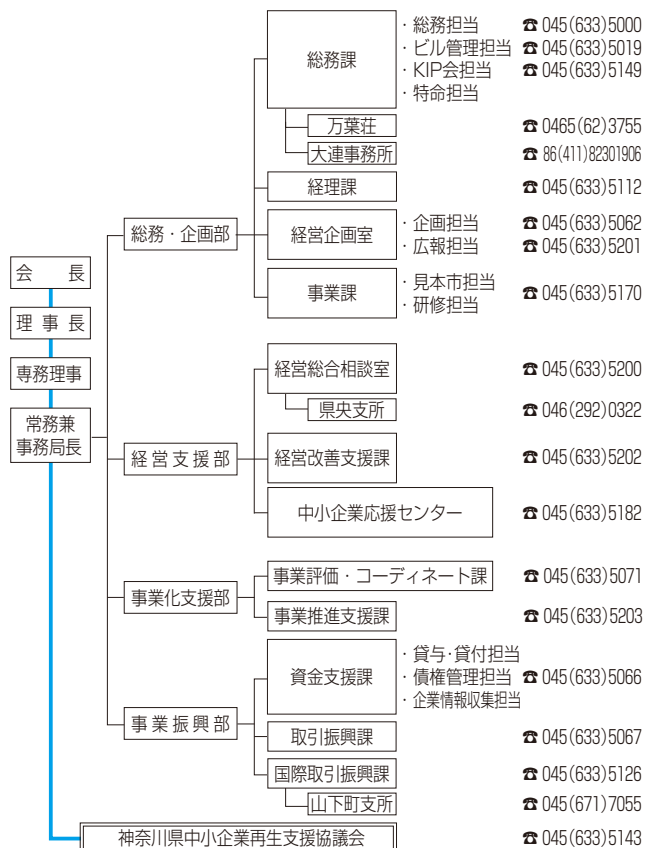 会長
理事長
専務理事
常務兼
事務局長
総務・企画部
総務課
・総務担当 ☎ 045(633)5000
・ビル管理担当 ☎ 045(633)5019
・KIP会担当 ☎ 045(633)5149
・特命担当
万葉荘 ☎ 0465(62)3755
大連事務所 ☎ 86(411)82301906
経理課 ☎ 045(633)5112
経営企画室
・企画担当 ☎ 045(633)5062
・広報担当 ☎ 045(633)5201
事業課
・見本市担当
・研修担当
☎ 045(633)5170
経営支援部
経営総合相談室 ☎ 045(633)5200
県央支所 ☎ 046(292)0322
経営改善支援課 ☎ 045(633)5202
中小企業応援センター ☎ 045(633)5182
事業化支援部
事業評価・コーディネート課 ☎ 045(633)5071
事業推進支援課 ☎ 045(633)5203
事業振興部
資金支援課
・貸与・貸付担当
・債権管理担当 ☎ 045(633)5066
・企業情報収集担当
取引振興課 ☎ 045(633)5067
国際取引振興課 ☎ 045(633)5126
山下町支所 ☎ 045(671)7055
神奈川県中小企業再生支援協議会 ☎ 045(633)5143